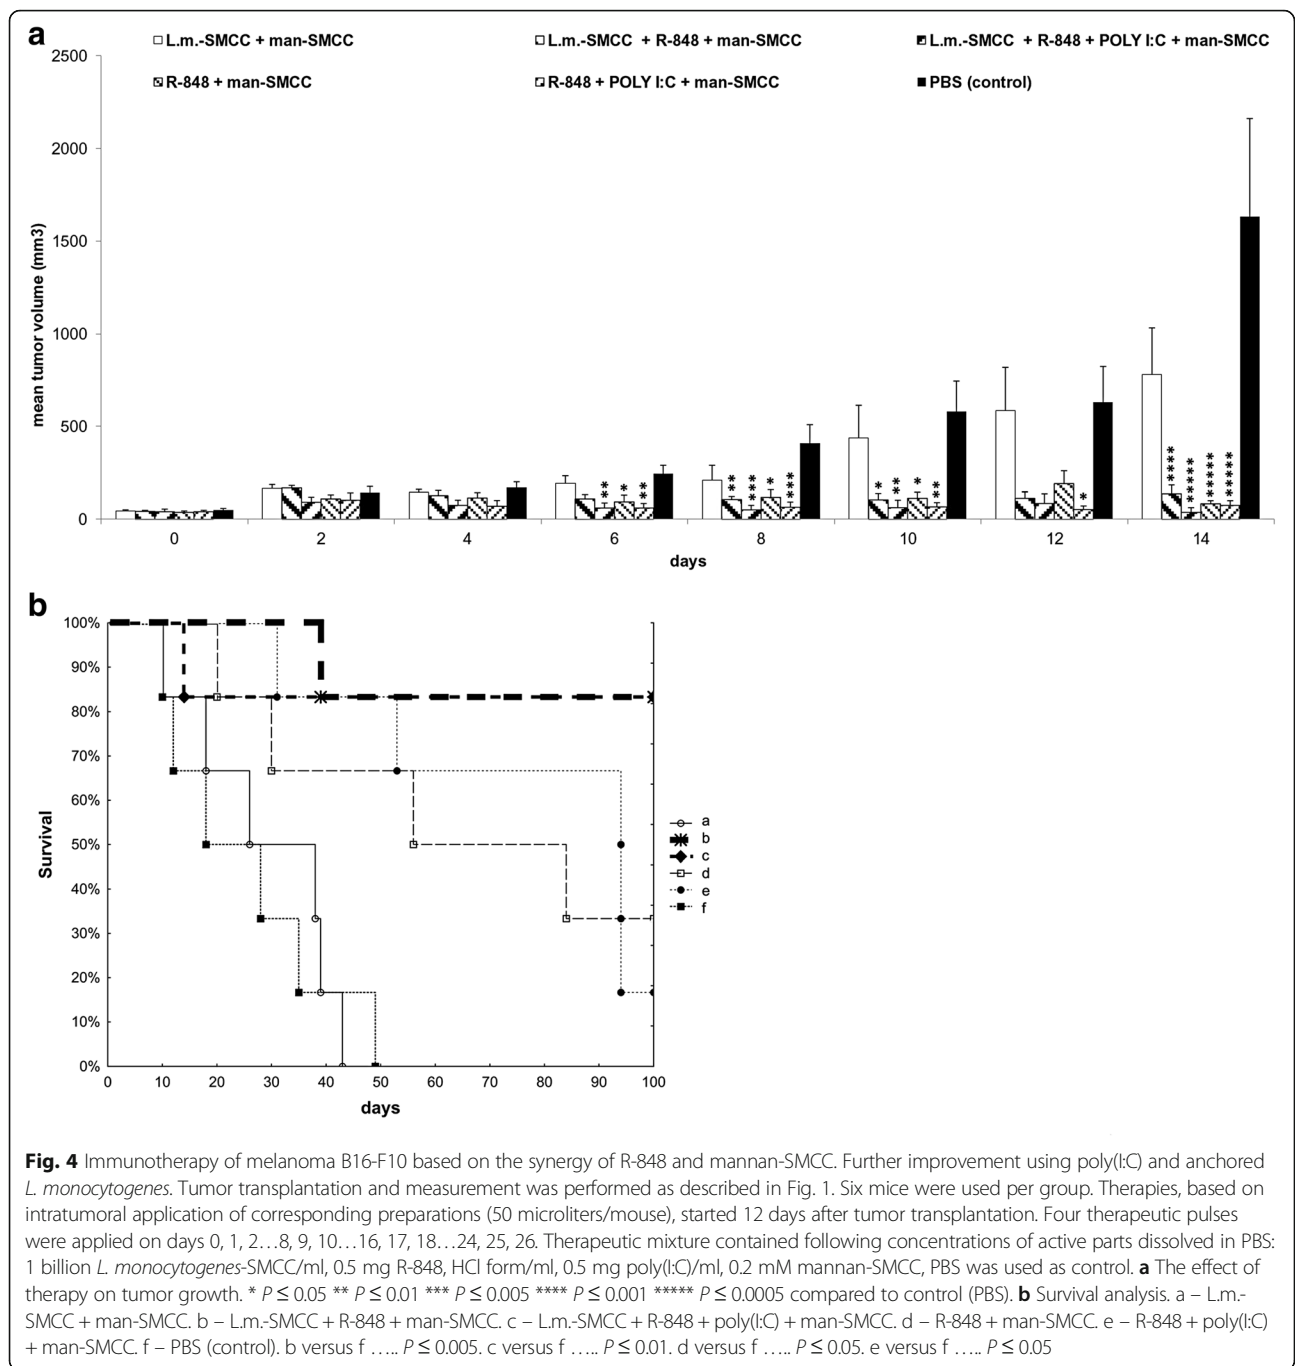 a
L.m.-SMCC + man-SMCC
L.m.-SMCC + R-848 + man-SMCC
L.m.-SMCC + R-848 + POLY I:C + man-SMCC
R-848 + man-SMCC
R-848 + POLY I:C + man-SMCC
PBS (control)
mean tumor volume (mm3)
2500
2000
1500
1000
500
0
** * **
** *** * ***
* ** * **
*
**** ***** **** *****
0 2 4 6 8 10 12 14
days
b
Survival
100%
90%
80%
70%
60%
50%
40%
30%
20%
10%
0%
0 10 20 30 40 50 60 70 80 90 100
days
a
b
c
d
e
f
Fig. 4 Immunotherapy of melanoma B16-F10 based on the synergy of R-848 and mannan-SMCC. Further improvement using poly(I:C) and anchored
L. monocytogenes. Tumor transplantation and measurement was performed as described in Fig. 1. Six mice were used per group. Therapies, based on
intratumoral application of corresponding preparations (50 microliters/mouse), started 12 days after tumor transplantation. Four therapeutic pulses
were applied on days 0, 1, 2…8, 9, 10…16, 17, 18…24, 25, 26. Therapeutic mixture contained following concentrations of active parts dissolved in PBS:
1 billion L. monocytogenes-SMCC/ml, 0.5 mg R-848, HCl form/ml, 0.5 mg poly(I:C)/ml, 0.2 mM mannan-SMCC, PBS was used as control. a The effect of
therapy on tumor growth. * P ≤ 0.05 ** P ≤ 0.01 *** P ≤ 0.005 **** P ≤ 0.001 ***** P ≤ 0.0005 compared to control (PBS). b Survival analysis. a – L.m.-
SMCC + man-SMCC. b – L.m.-SMCC + R-848 + man-SMCC. c – L.m.-SMCC + R-848 + poly(I:C) + man-SMCC. d – R-848 + man-SMCC. e – R-848 + poly(I:C)
+ man-SMCC. f – PBS (control). b versus f ….. P ≤ 0.005. c versus f ….. P ≤ 0.01. d versus f ….. P ≤ 0.05. e versus f ….. P ≤ 0.05